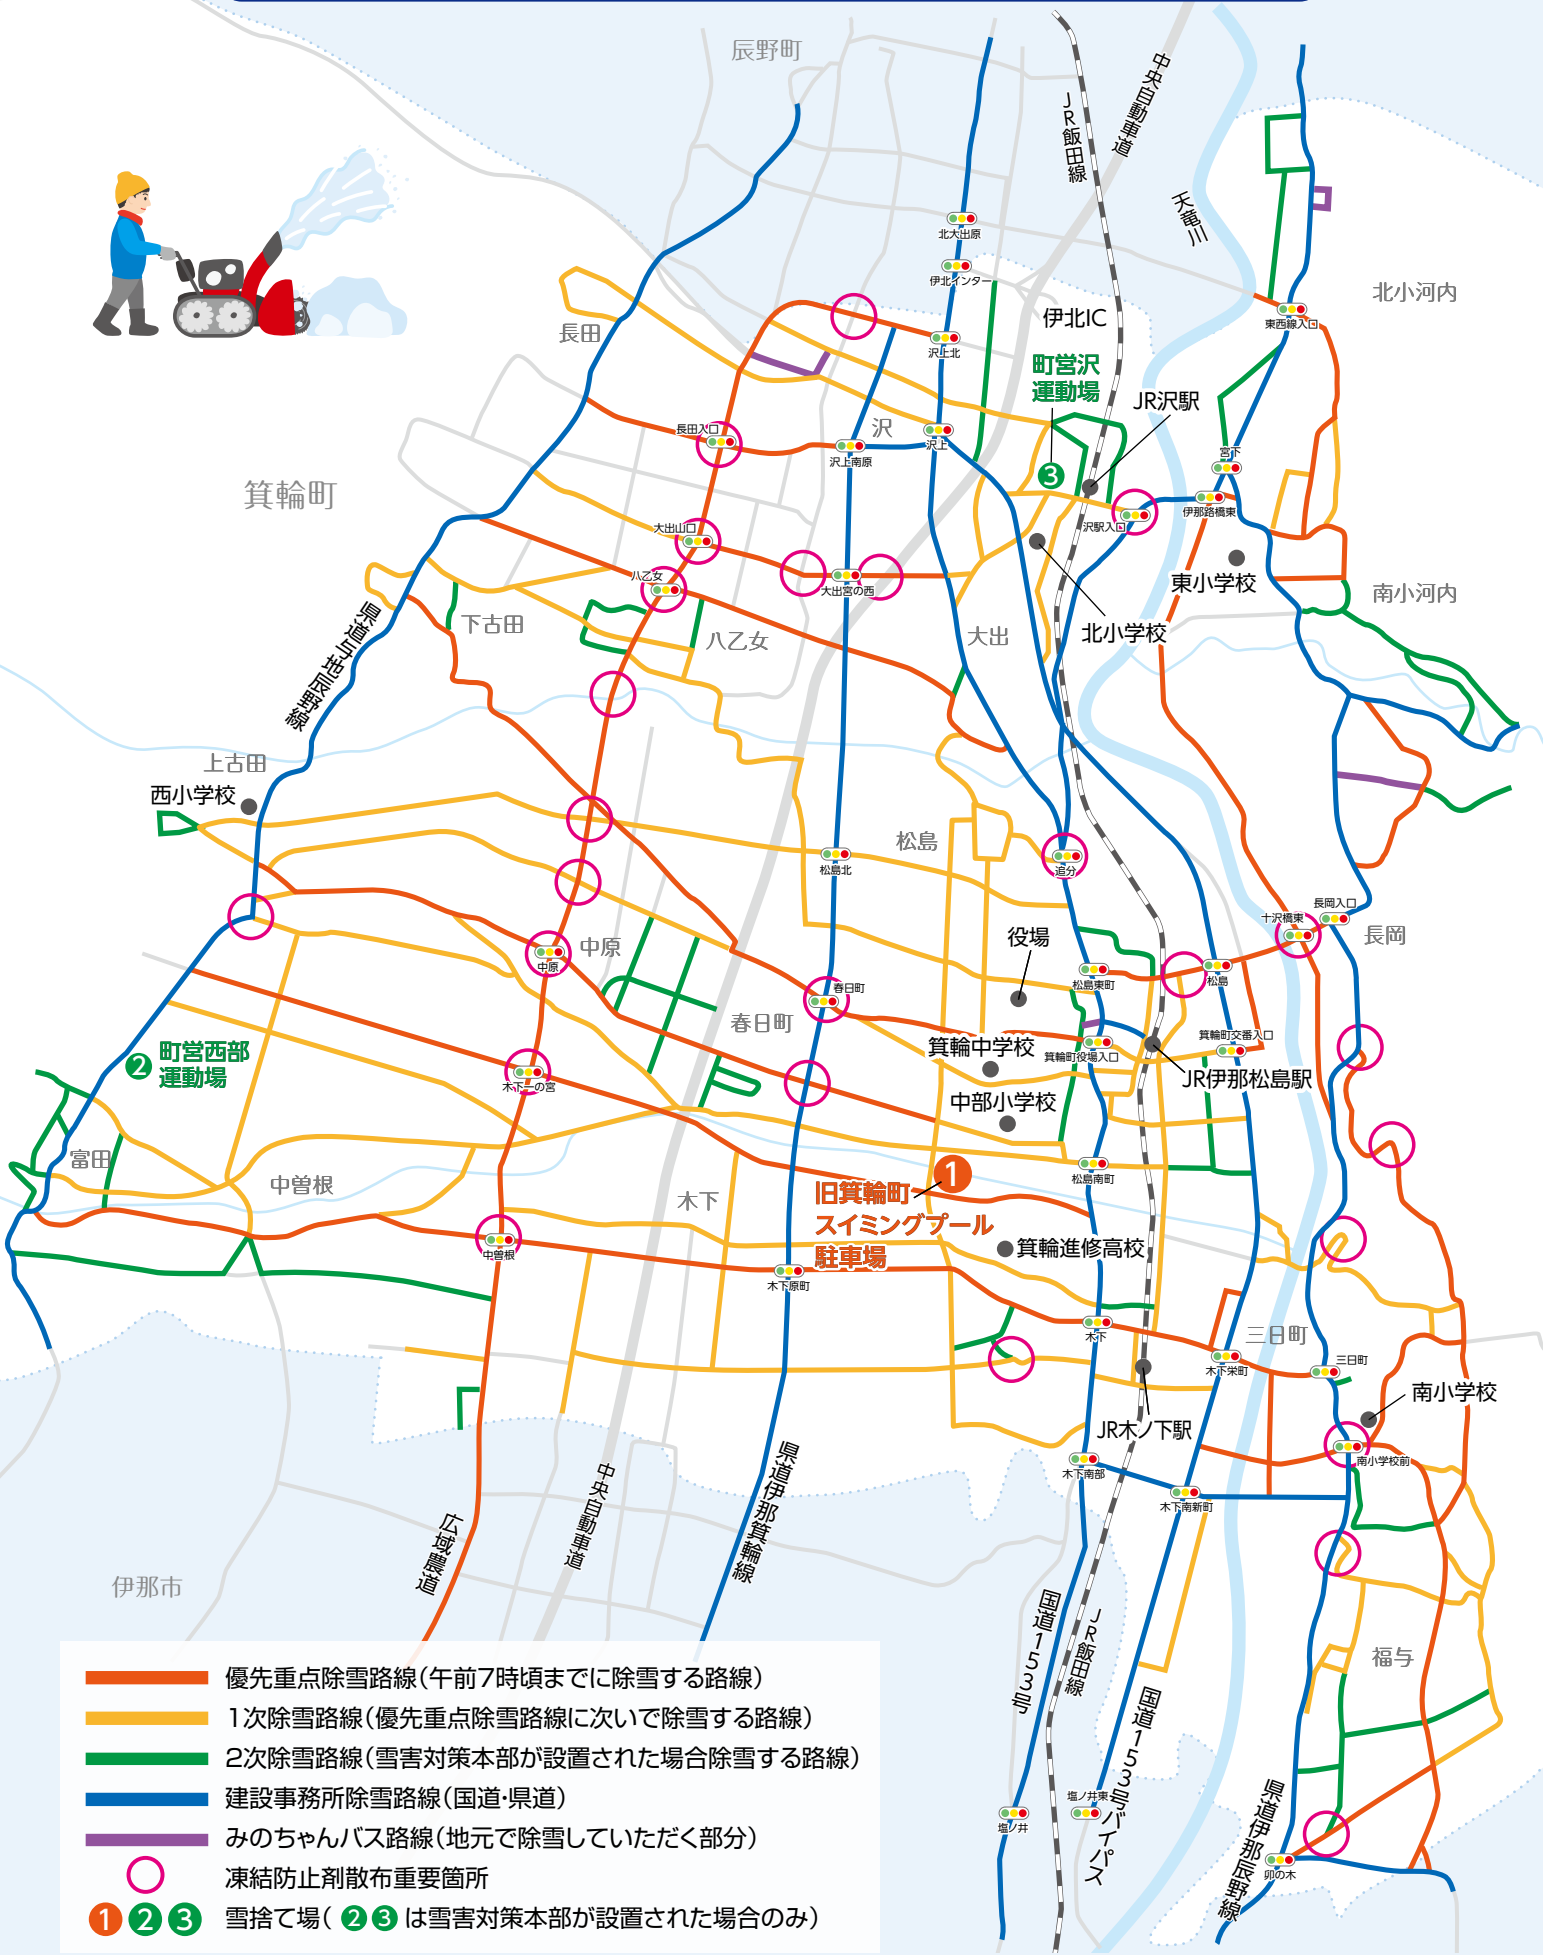 辰野町
中央自動車道
JR飯田線
天竜川
北大出原
伊北インター
北小河内
東西線入口
伊北IC
長田
沢上北
町営沢
運動場
JR沢駅
長田入口
沢
沢上
沢上南原
宮下
3
箕輪町
伊那路橋東
大出山口
沢駅入口
八乙女
大出宮の西
東小学校
南小河内
県道与地辰野線
下古田
八乙女
大出
北小学校
上古田
西小学校
松島
松島北
追分
長岡入口
十沢橋東
長岡
中原
中原
役場
松島東町
松島
春日町
春日町
箕輪町交番入口
2
町営西部
運動場
箕輪中学校
箕輪町役場入口
木下一の宮
JR伊那松島駅
中部小学校
富田
中曽根
松島南町
1
旧箕輪町
スイミングプール
駐車場
木下
中曽根
箕輪進修高校
木下原町
木下
三日町
木下栄町
三日町
南小学校
JR木ノ下駅
南小学校前
木下南部
木下南新町
県道伊那箕輪線
中央自動車道
広域農道
伊那市
国道153号
JR飯田線
福与
国道153号バイパス
塩ノ井東
塩ノ井
県道伊那辰野線
卯の木
優先重点除雪路線(午前7時頃までに除雪する路線)
1次除雪路線(優先重点除雪路線に次いで除雪する路線)
2次除雪路線(雪害対策本部が設置された場合除雪する路線)
建設事務所除雪路線(国道・県道)
みのちゃんバス路線(地元で除雪していただく部分)
凍結防止剤散布重要箇所
1 2 3 雪捨て場( 2 3 は雪害対策本部が設置された場合のみ)